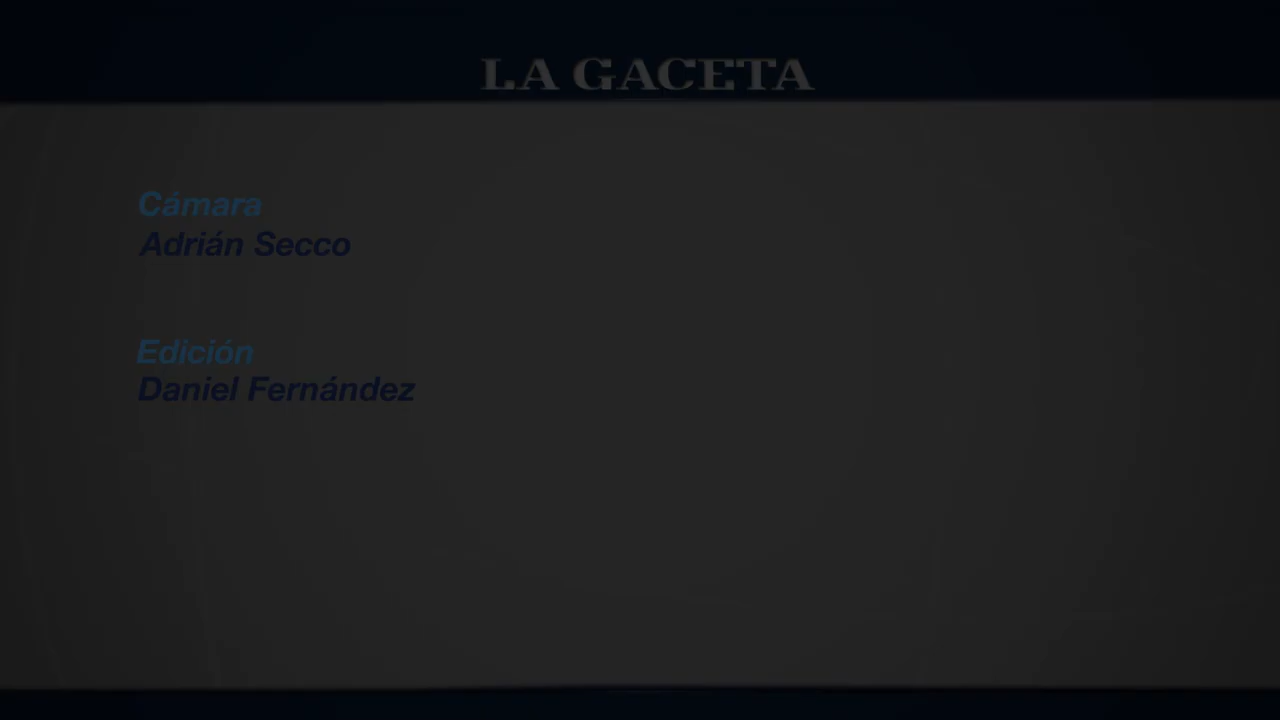 LA GACETA
Cámara
Adrián Secco
Edición
Daniel Fernández